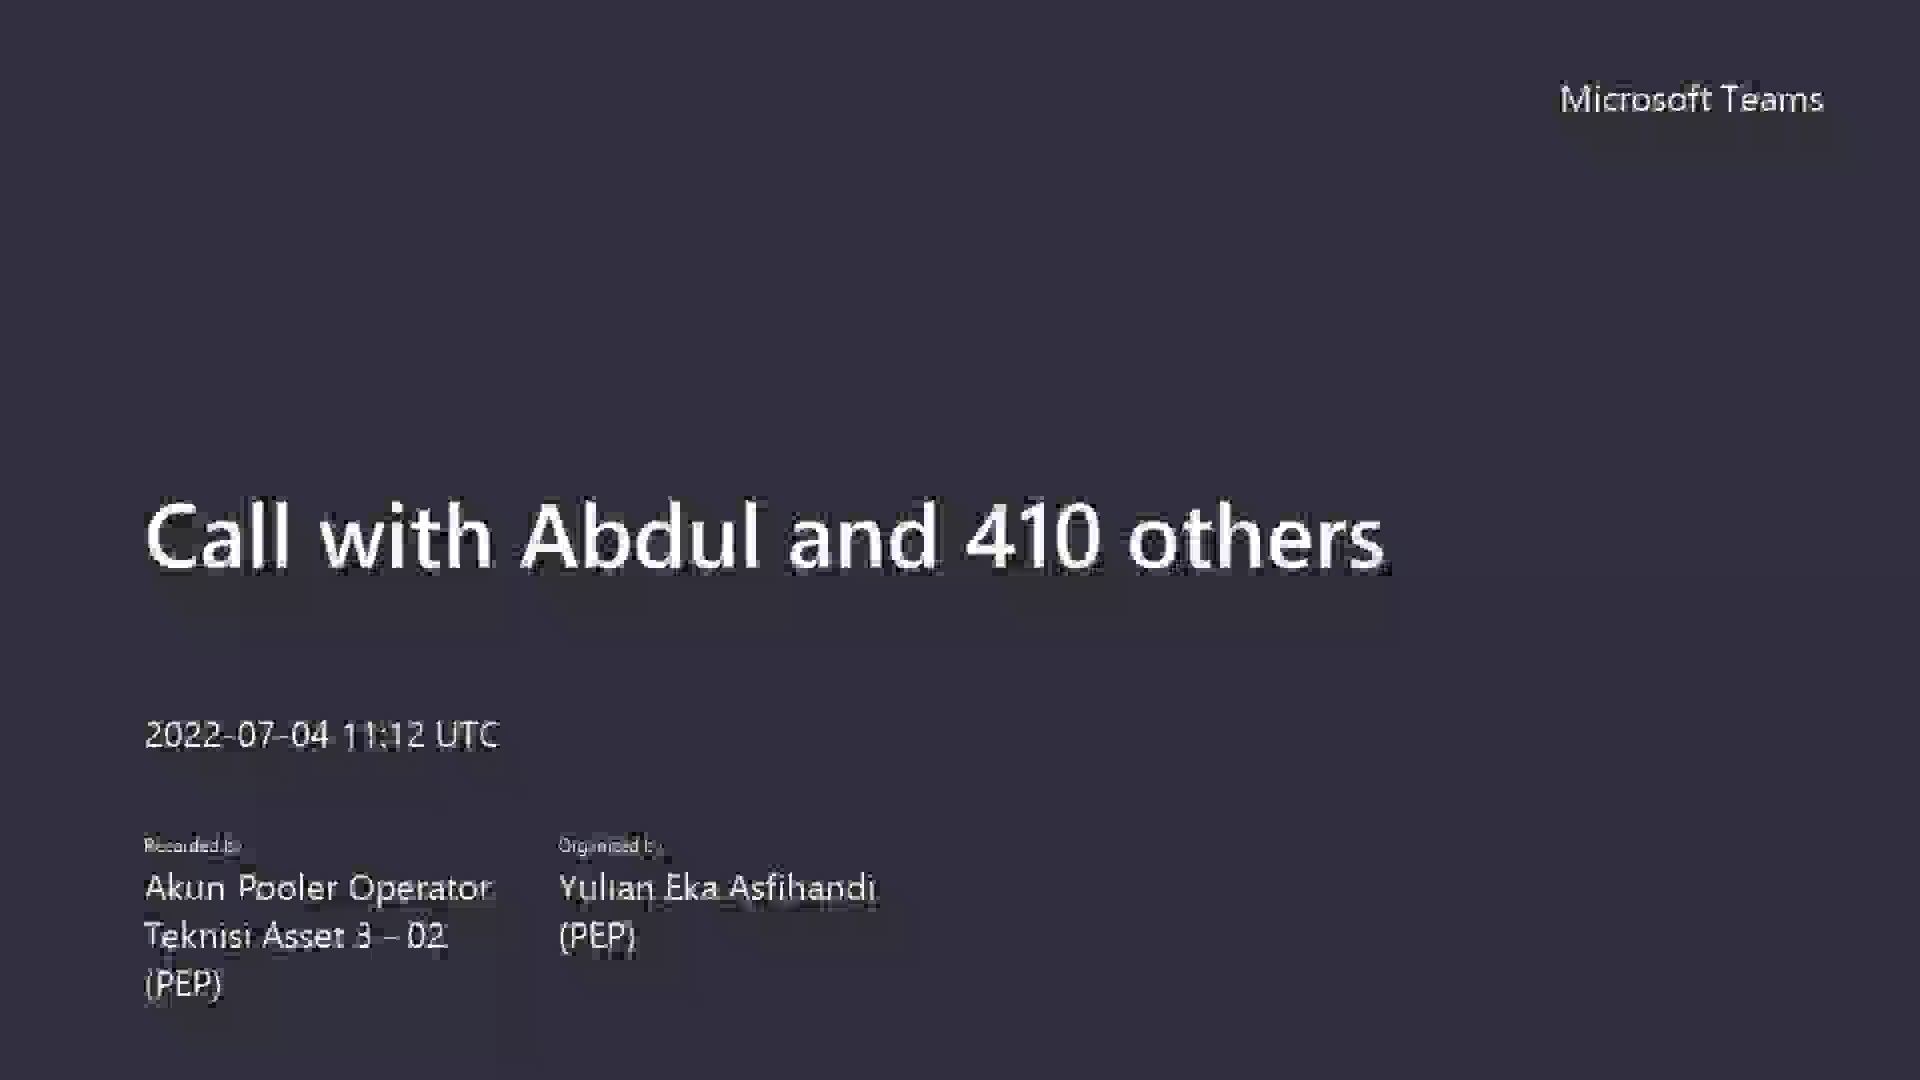 Microsoft Teams
Call with Abdul and 410 others
2022-07-04 11:12 UTC
Recorded by
Organized by
Akun Pooler Operator
Teknisi Asset 3 - 02
(PEP)
Yulian Eka Asfihandi
(PEP)